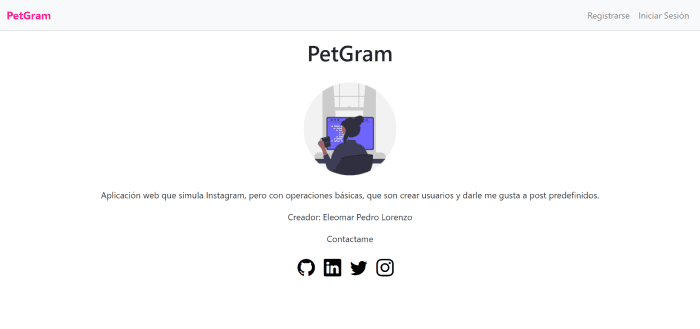 PetGram
Registrarse Iniciar Sesión
PetGram
Aplicación web que simula Instagram, pero con operaciones básicas, que son crear usuarios y darle me gusta a post predefinidos.
Creador: Eleomar Pedro Lorenzo
Contactame